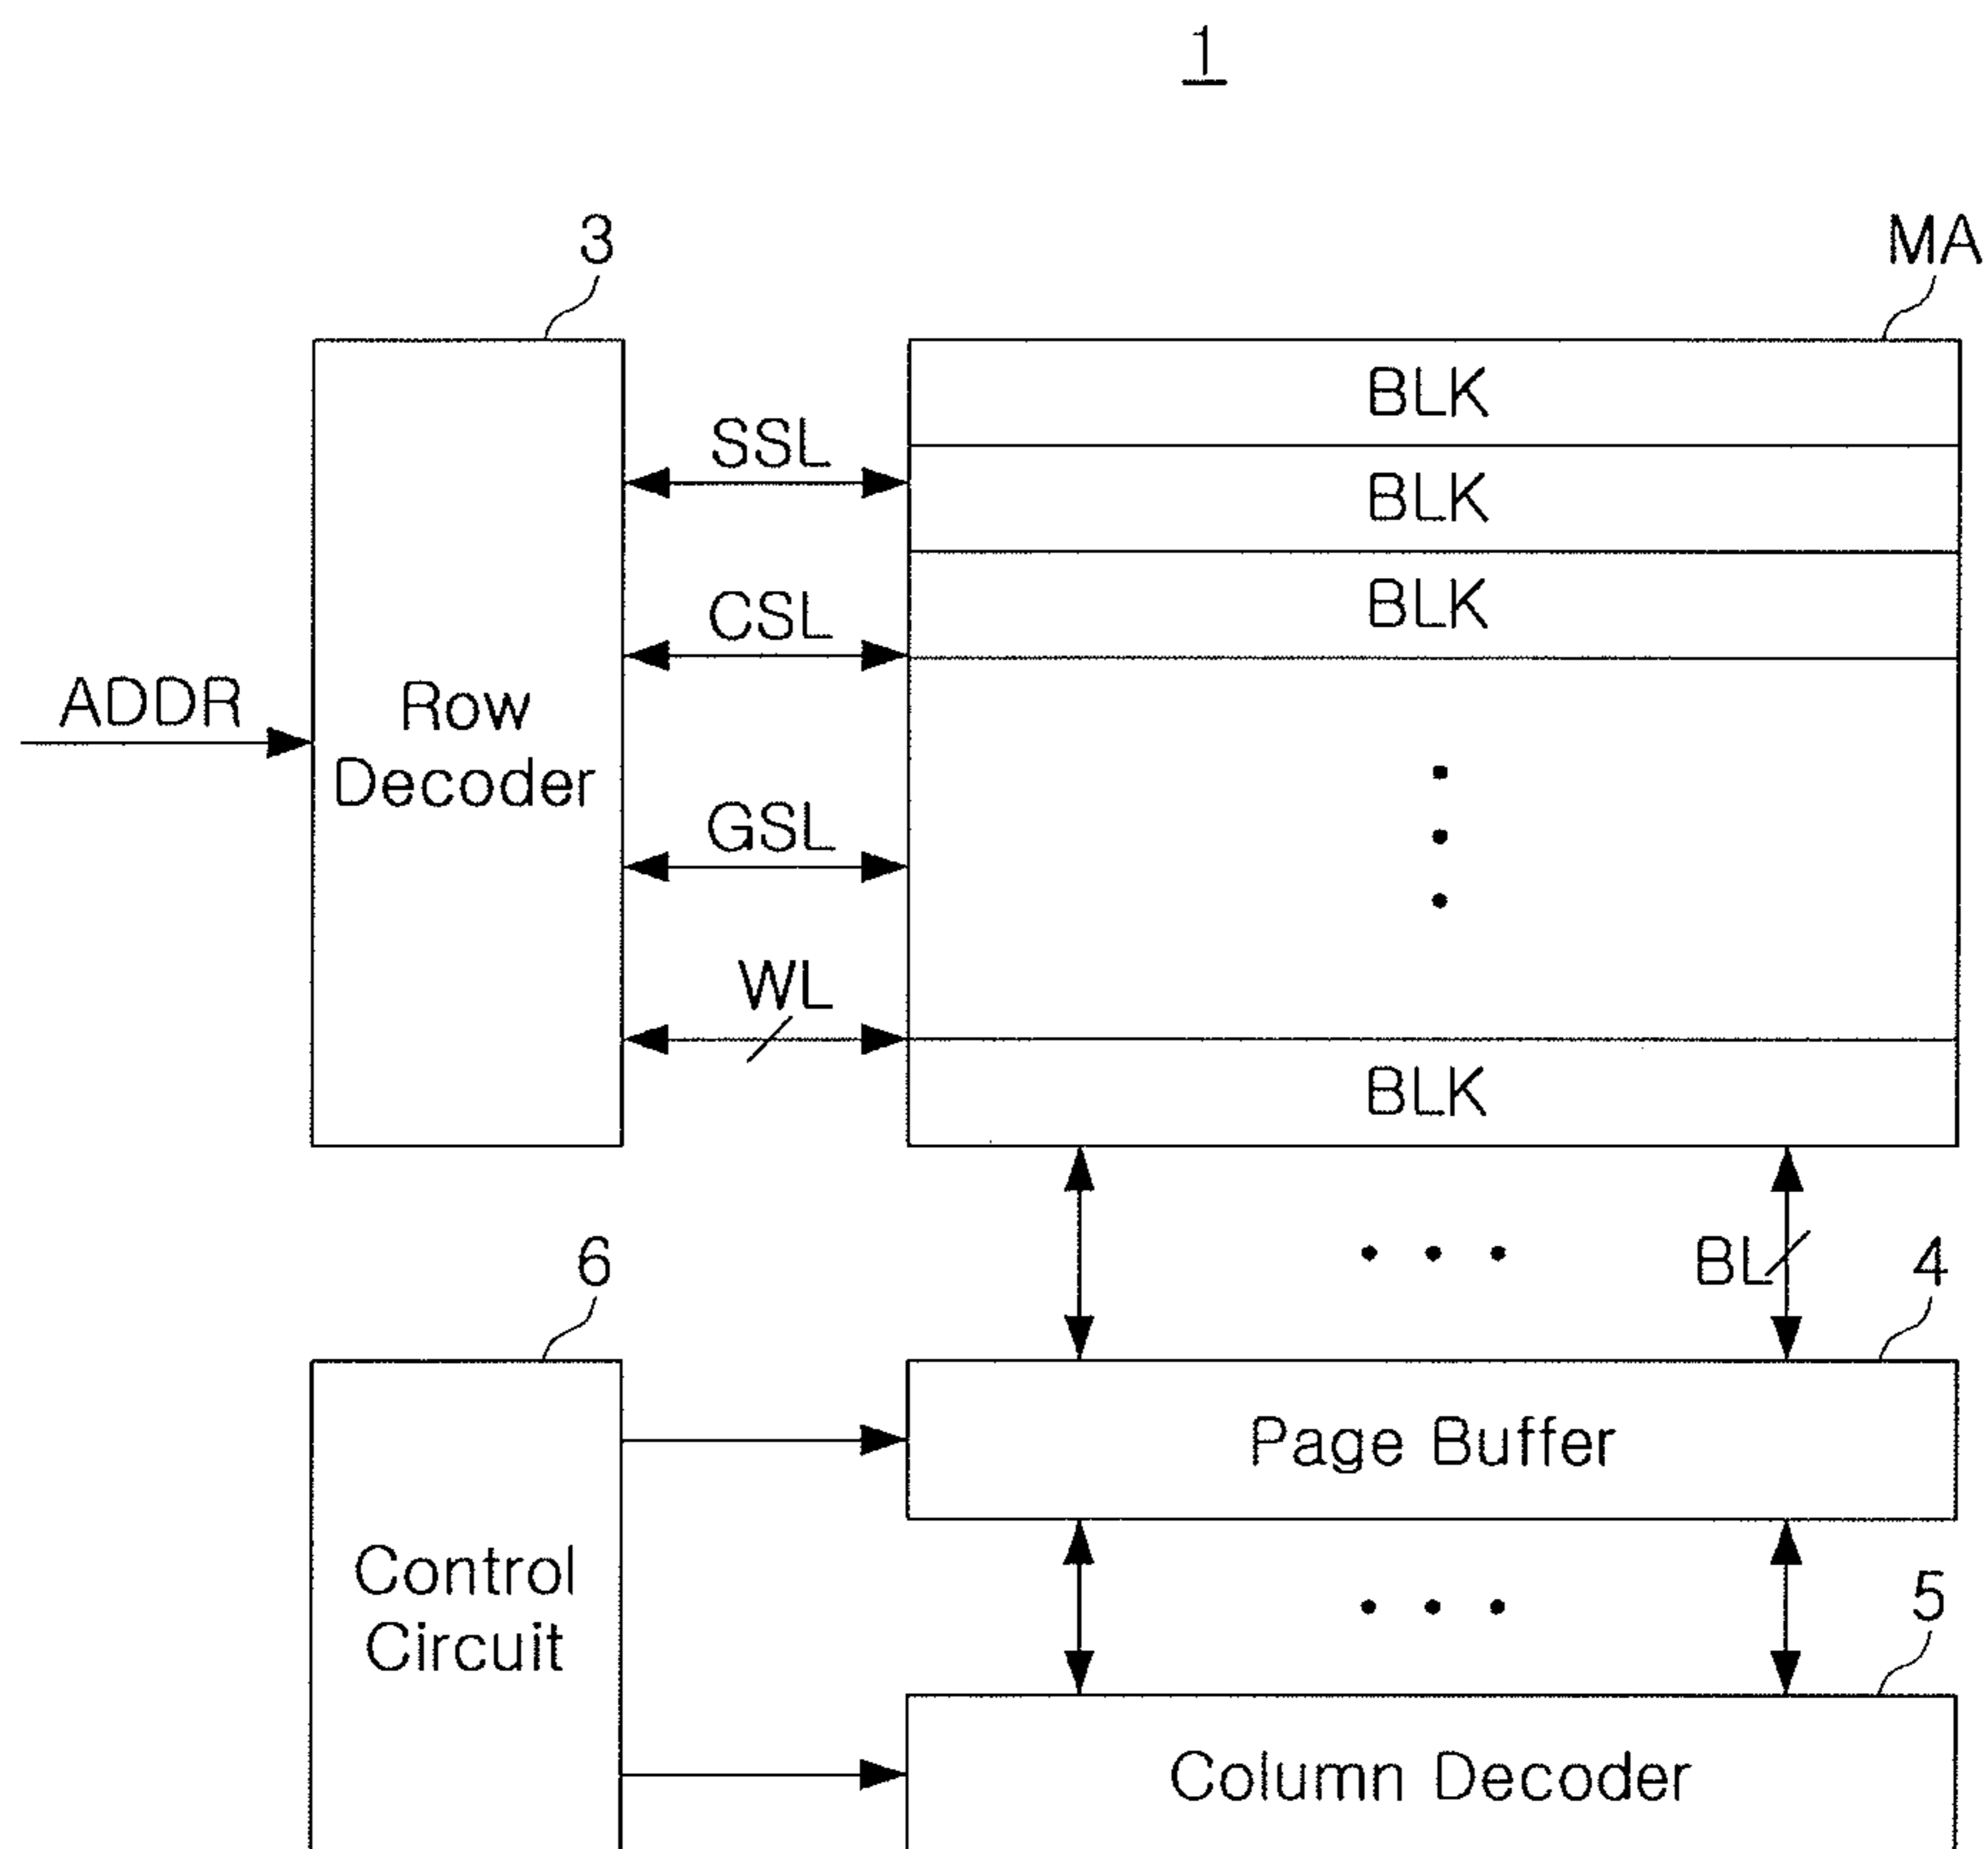 1
3
MA
BLK
SSL
BLK
CSL
BLK
ADDR
Row
Decoder
GSL
WL
BLK
6
BL
4
Page Buffer
Control
Circuit
5
Column Decoder